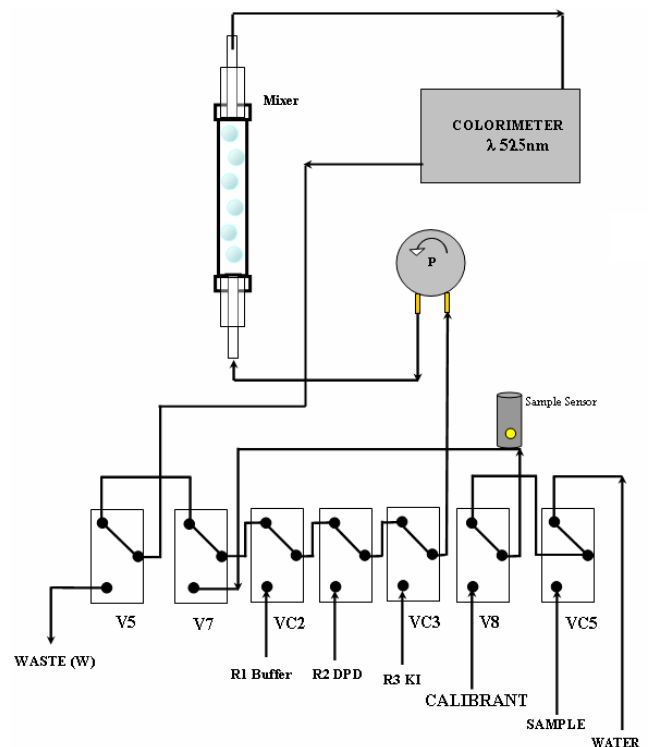 Mixer
COLORIMETER
λ 525nm
P
Sample Sensor
V5
V7
VC2
VC3
V8
VC5
WASTE (W)
R1 Buffer
R2 DPD
R3 KI
CALIBRANT
SAMPLE
WATER